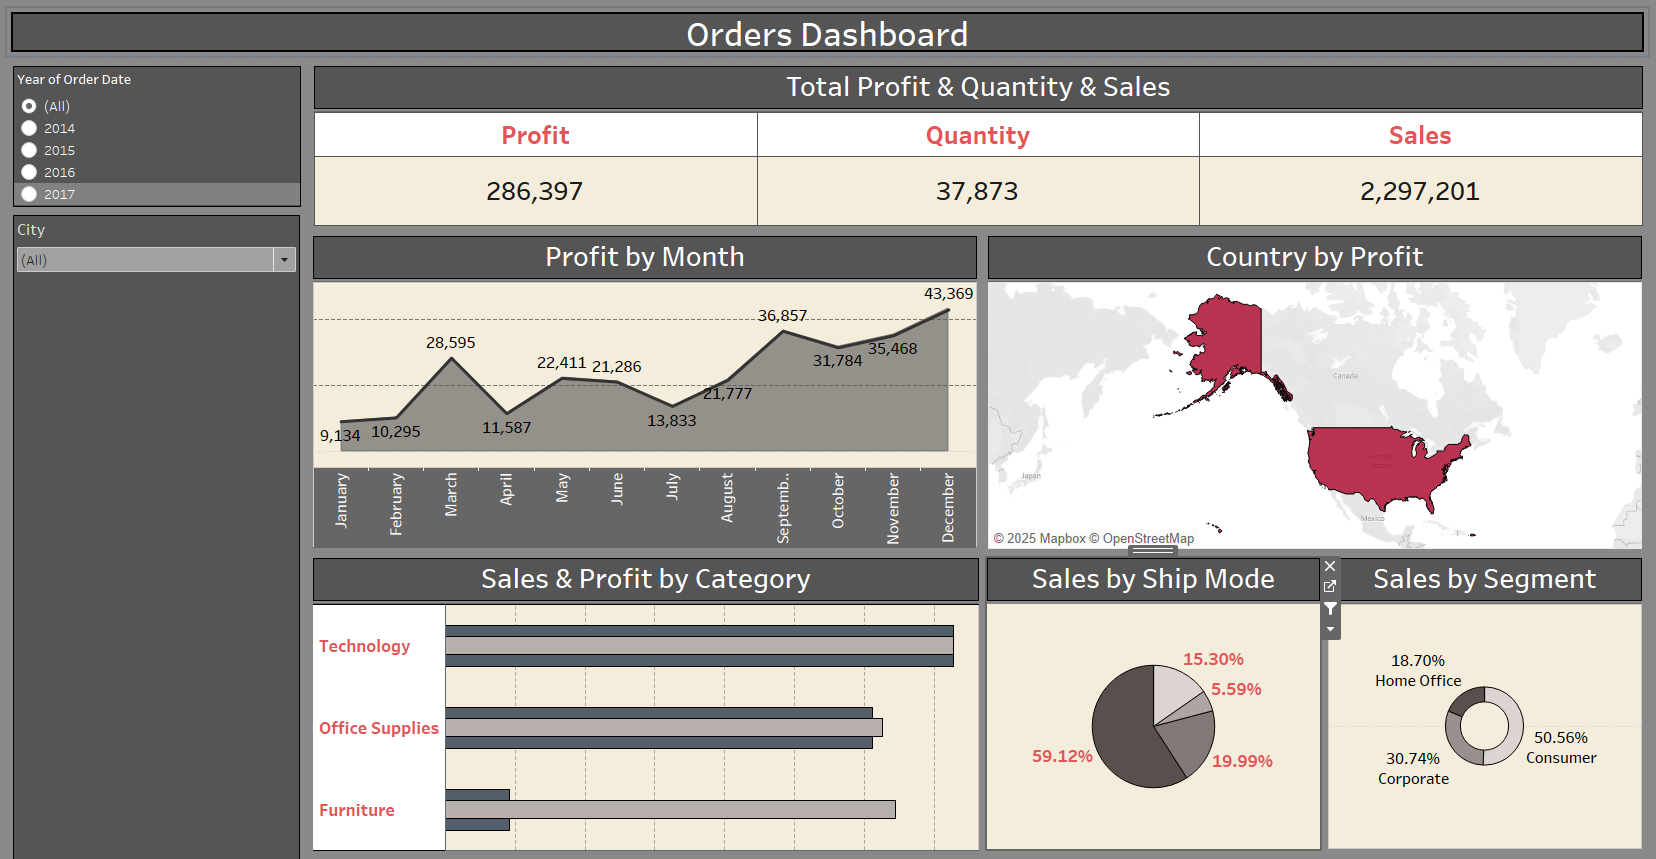 Orders Dashboard
Year of Order Date
(All)
2014
2015
2016
2017
City
(All)
Total Profit & Quantity & Sales
Profit
Quantity
Sales
286,397
37,873
2,297,201
Profit by Month
9,134
10,295
28,595
11,587
22,411
21,286
13,833
21,777
36,857
31,784
35,468
43,369
January
February
March
April
May
June
July
August
Septemb..
October
November
December
Country by Profit
Canada
United
States
Mexico
Japan
© 2025 Mapbox © OpenStreetMap
Sales & Profit by Category
Technology
Office Supplies
Furniture
Sales by Ship Mode
15.30%
5.59%
19.99%
59.12%
Sales by Segment
18.70%
Home Office
50.56%
Consumer
30.74%
Corporate